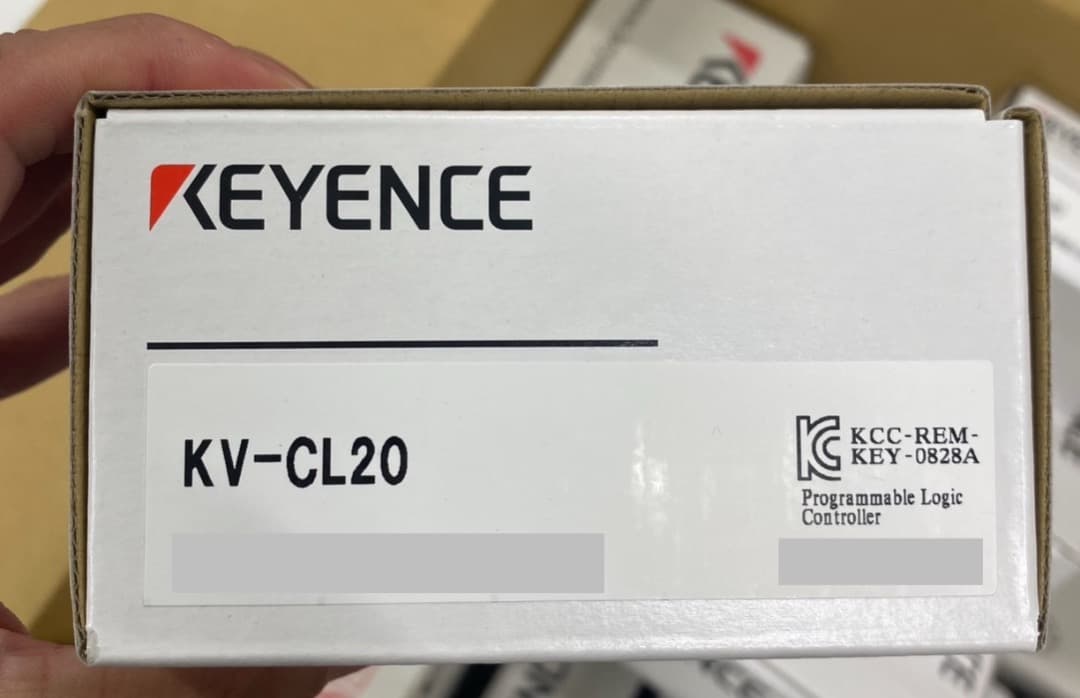 KEYENCE
KV-CL20
KCC-REM-
KEY-0828A
Programmable Logic
Controller